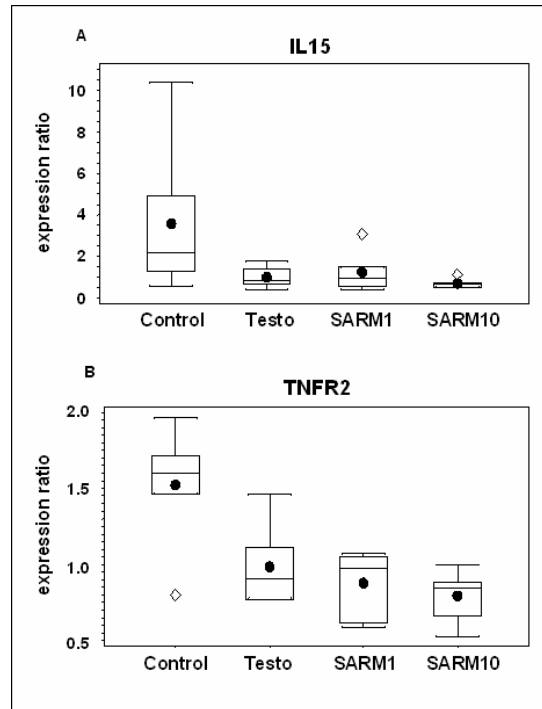 A
IL15
expression ratio
10
8
6
4
2
0
Control Testo SARM1 SARM10
B
TNFR2
expression ratio
2.0
1.5
1.0
0.5
Control Testo SARM1 SARM10